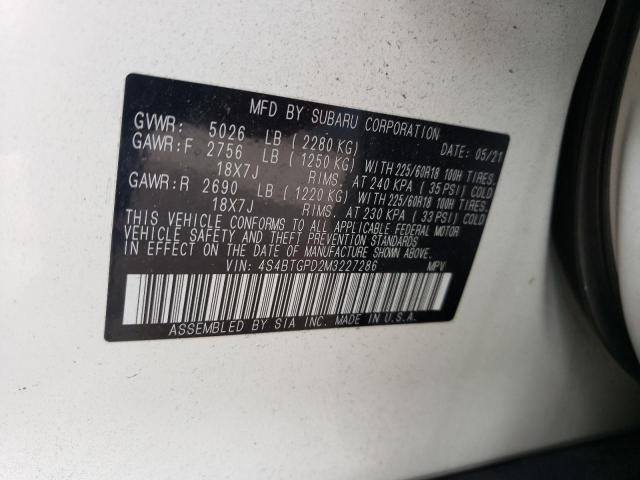 MFD BY SUBARU CORPORATION DATE: 05/21
GVWR: 5026 LB (2280 KG)
GAWR:F 2756 LB (1250 KG) WITH 225/60R18 100H TIRES,
18X7J RIMS, AT 240 KPA (35 PSI) COLD
GAWR:R 2690 LB (1220 KG) WITH 225/60R18 100H TIRES,
18X7J RIMS, AT 230 KPA (33 PSI) COLD
THIS VEHICLE CONFORMS TO ALL APPLICABLE FEDERAL MOTOR
VEHICLE SAFETY AND THEFT PREVENTION STANDARDS
IN EFFECT ON THE DATE OF MANUFACTURE SHOWN ABOVE.
VIN: 4S4BTGPD2M3227286 MPV
ASSEMBLED BY SIA INC. MADE IN U.S.A.